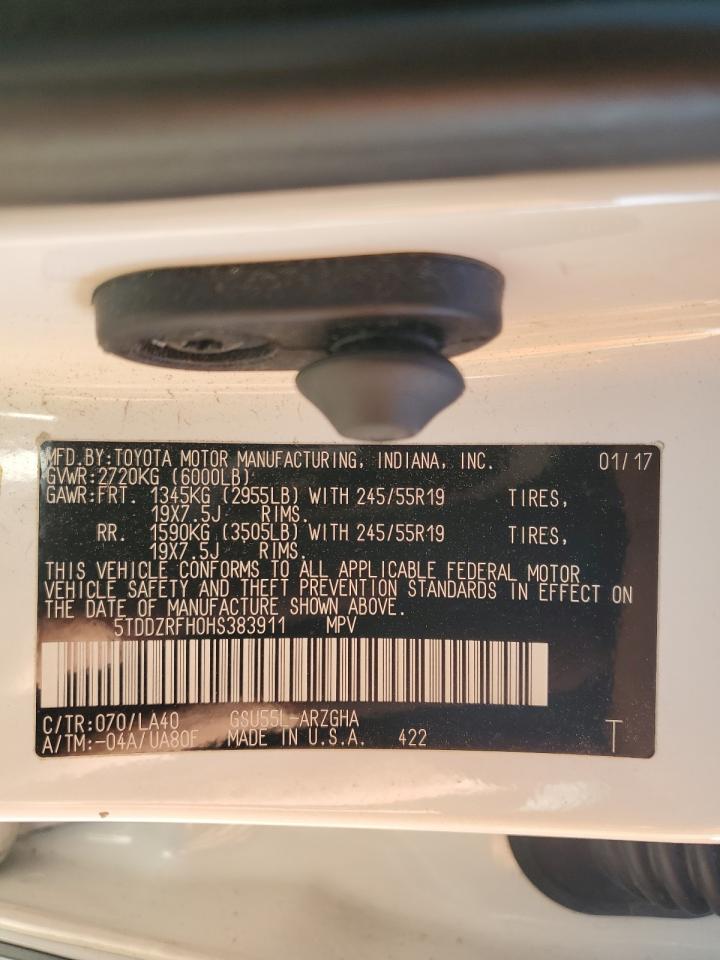 MFD.BY:TOYOTA MOTOR MANUFACTURING, INDIANA, INC. 01/17
GVWR:2720KG (6000LB)
GAWR:FRT. 1345KG (2955LB) WITH 245/55R19 TIRES,
19X7.5J RIMS.
RR. 1590KG (3505LB) WITH 245/55R19 TIRES,
19X7.5J RIMS.
THIS VEHICLE CONFORMS TO ALL APPLICABLE FEDERAL MOTOR
VEHICLE SAFETY AND THEFT PREVENTION STANDARDS IN EFFECT ON
THE DATE OF MANUFACTURE SHOWN ABOVE.
5TDDZRFH0HS383911 MPV
C/TR:070/LA40 GSU55L-ARZGHA
A/TM:-04A/UA80F MADE IN U.S.A. 422 T